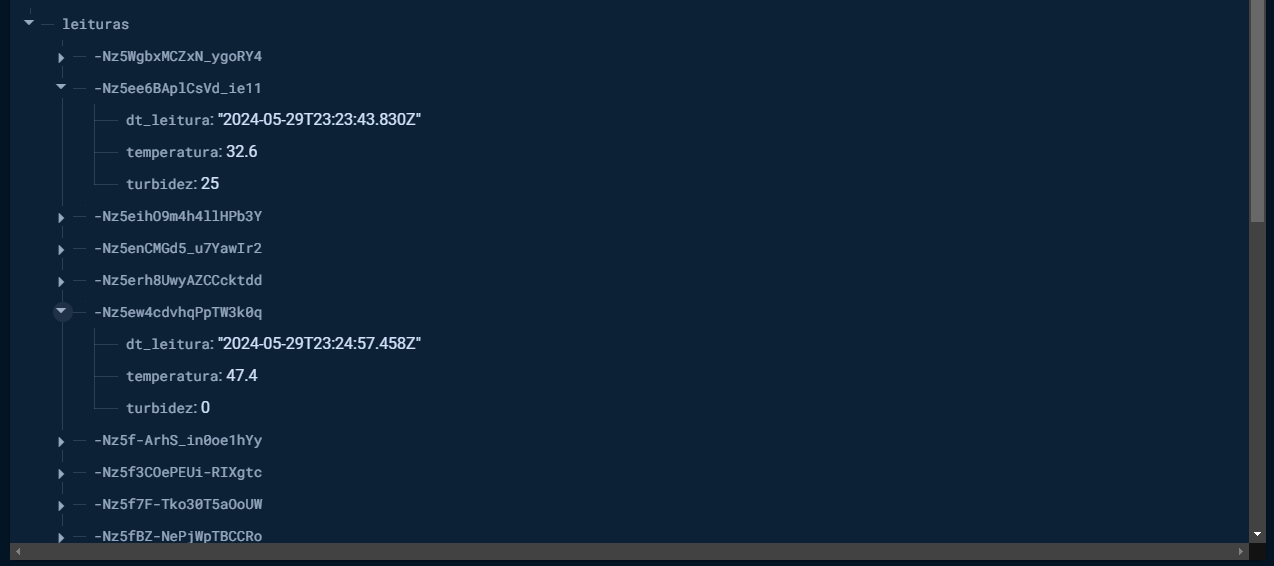 leituras
-Nz5WgbxMCZxN_ygoRY4
-Nz5ee6BAplCsVd_ie11
dt_leitura: "2024-05-29T23:23:43.830Z"
temperatura: 32.6
turbidez: 25
-Nz5eihO9m4h4llHPb3Y
-Nz5enCMGd5_u7YawIr2
-Nz5erh8UwyAZCCcktdd
-Nz5ew4cdvhqPpTW3k0q
dt_leitura: "2024-05-29T23:24:57.458Z"
temperatura: 47.4
turbidez: 0
-Nz5f-ArhS_in0oe1hYy
-Nz5f3COePEUi-RIXgtc
-Nz5f7F-Tko30T5aOoUW
-Nz5fBZ-NePjWpTBCCRo